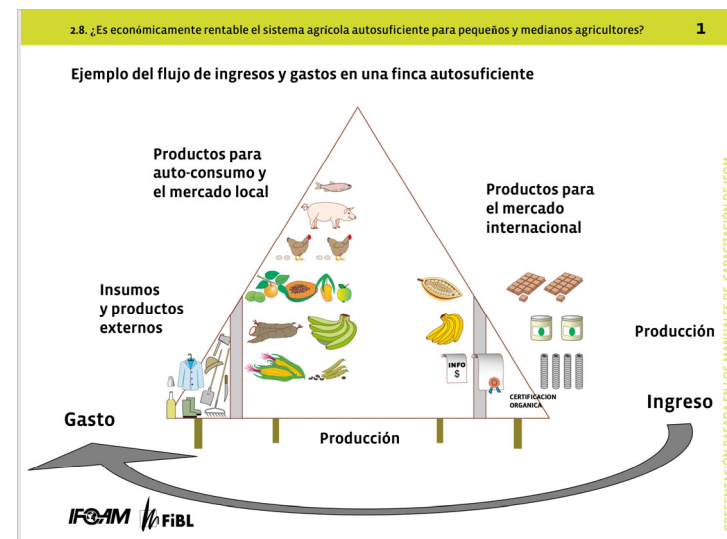 2.8. ¿Es económicamente rentable el sistema agrícola autosuficiente para pequeños y medianos agricultores?
1
Ejemplo del flujo de ingresos y gastos en una finca autosuficiente
Productos para
auto-consumo y
el mercado local
Productos para
el mercado
internacional
Insumos
y productos
externos
Producción
INFO
$
CERTIFICACION
ORGANICA
Ingreso
Gasto
Producción
IFOAM
FiBL